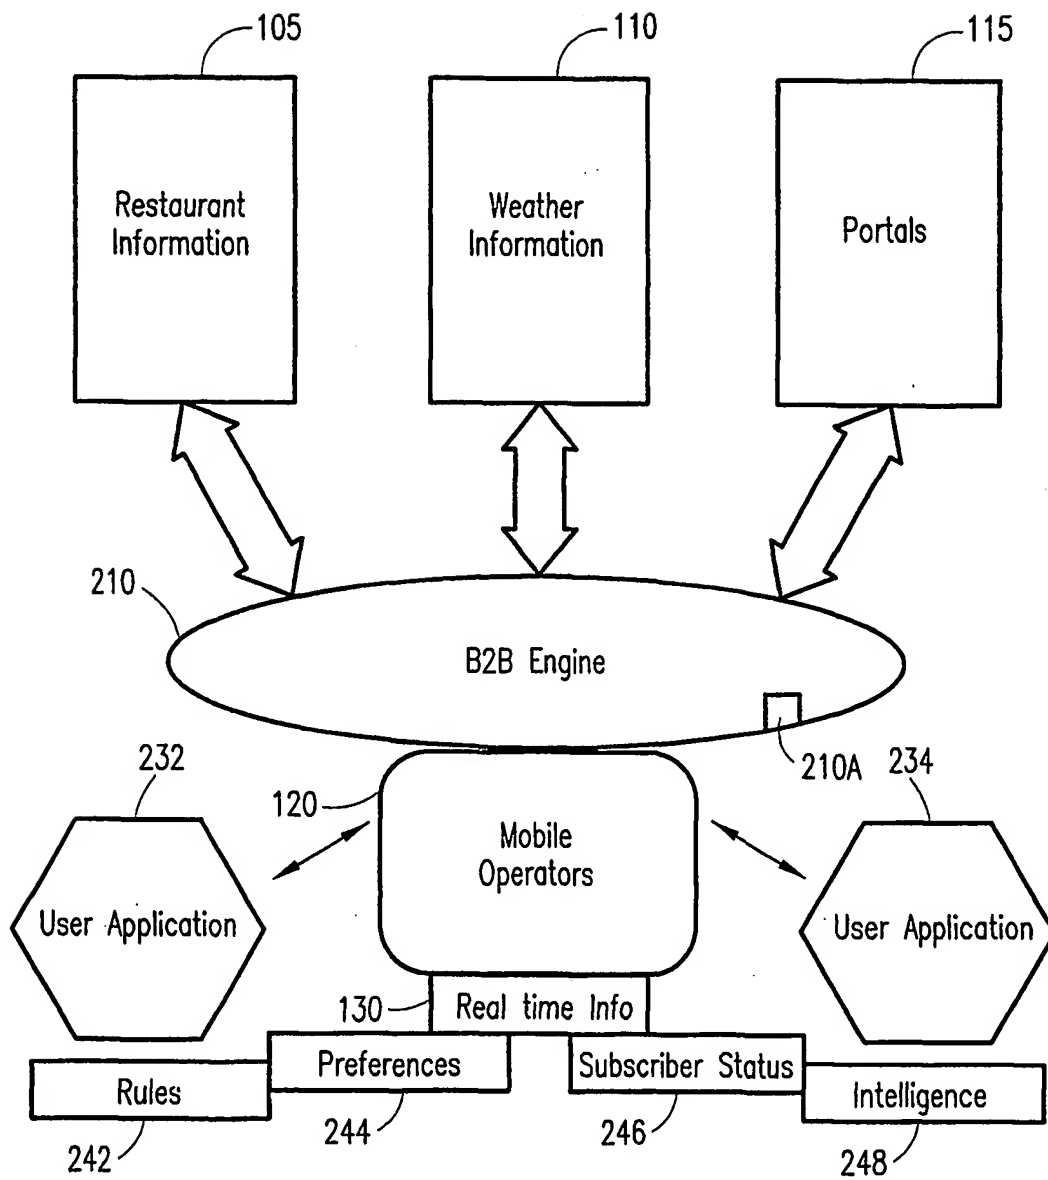 105
110
115
Restaurant
Information
Weather
Information
Portals
210
B2B Engine
210A
232
120
234
Mobile
Operators
User Application
User Application
130
Real time Info
Preferences
Subscriber Status
Rules
Intelligence
242
244
246
248